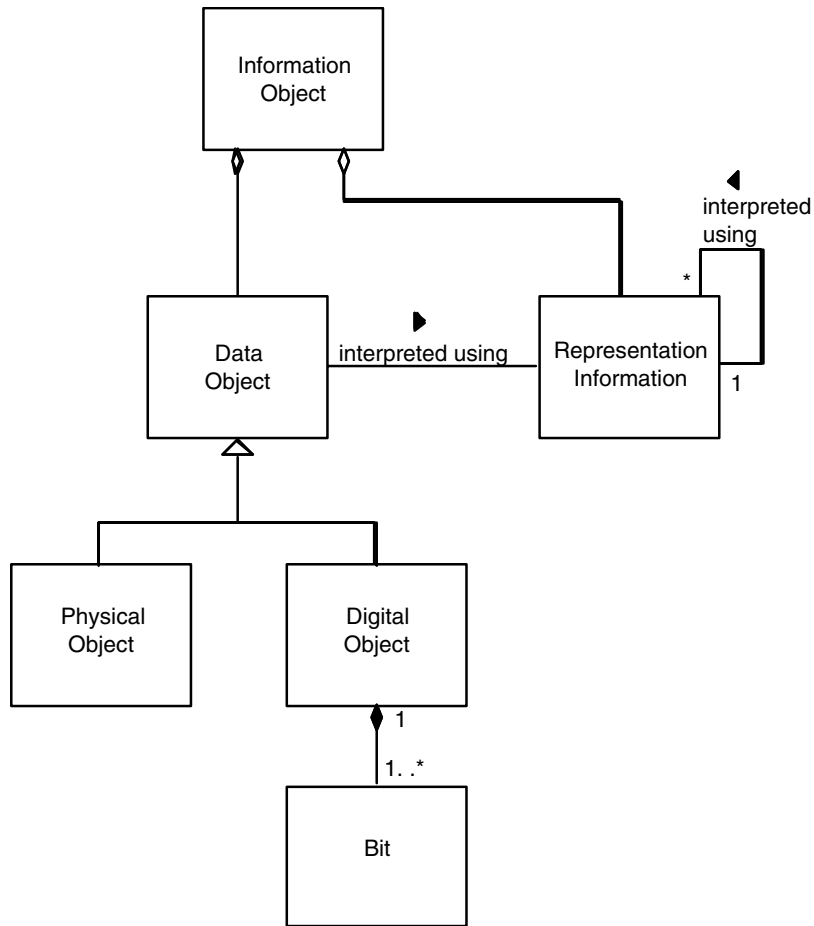 Information
Object
interpreted
using
*
Data
Object
interpreted using
Representation
Information
1
Physical
Object
Digital
Object
1
1. .*
Bit